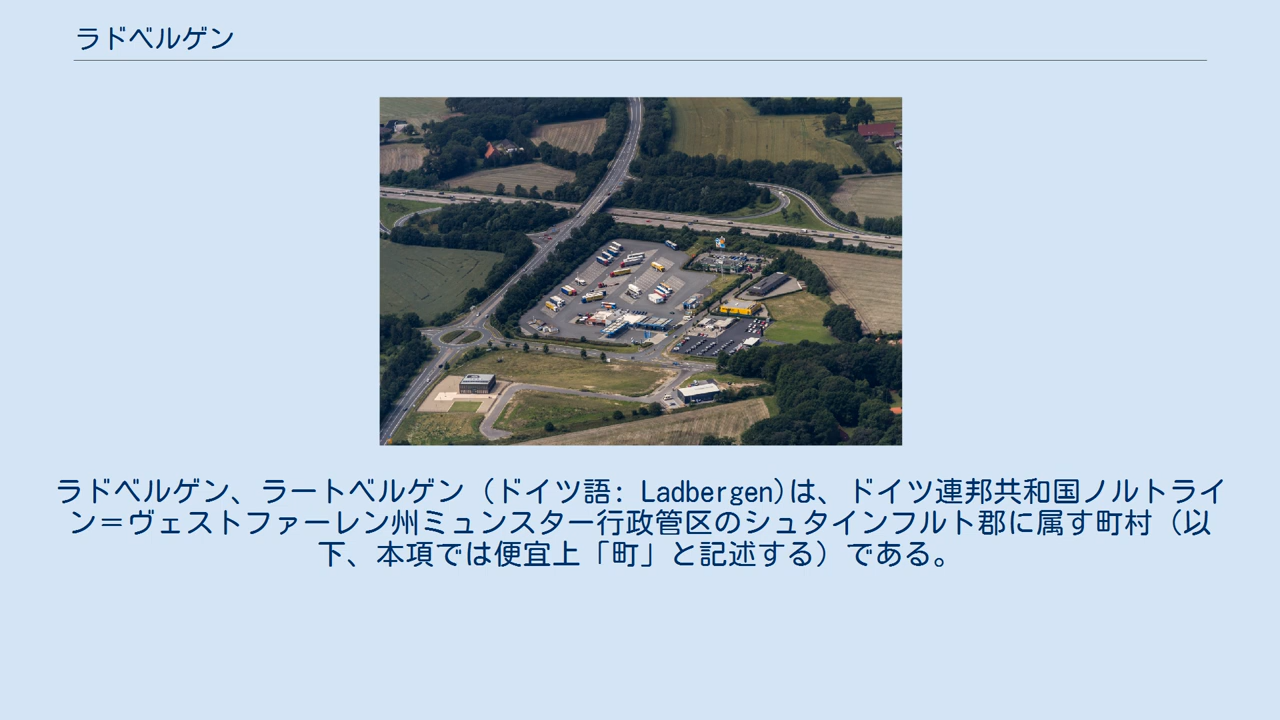 ラドベルゲン
ラドベルゲン、ラートベルゲン（ドイツ語: Ladbergen)は、ドイツ連邦共和国ノルトライ
ン＝ヴェストファーレン州ミュンスター行政管区のシュタインフルト郡に属す町村（以
下、本項では便宜上「町」と記述する）である。